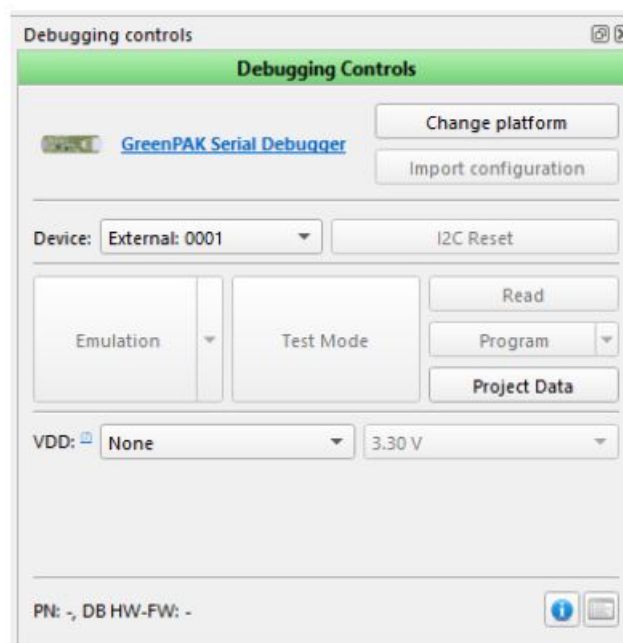 Debugging controls
Debugging Controls
GreenPAK Serial Debugger
Change platform
Import configuration
Device: External: 0001
I2C Reset
Emulation
Test Mode
Read
Program
Project Data
VDD: None
3.30 V
PN: -, DB HW-FW: -